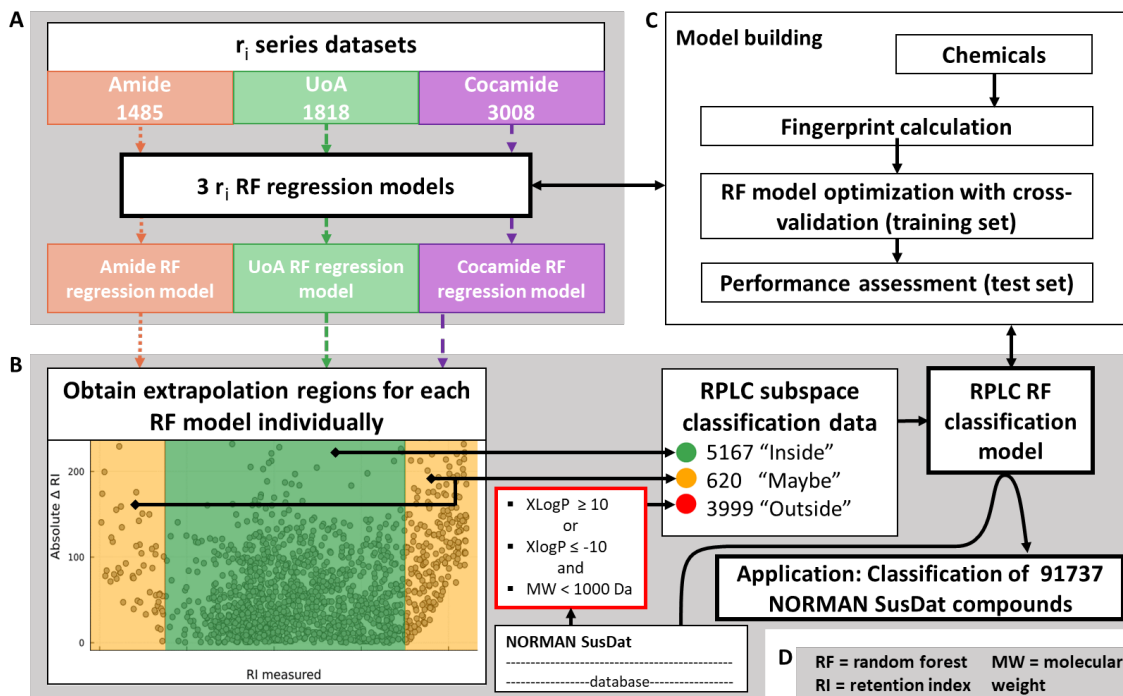 A
r_i series datasets
Amide
1485
UoA
1818
Cocamide
3008
3 r_i RF regression models
Amide RF
regression model
UoA RF regression
model
Cocamide RF
regression model
C
Model building
Chemicals
Fingerprint calculation
RF model optimization with cross-
validation (training set)
Performance assessment (test set)
B
Obtain extrapolation regions for each
RF model individually
Absolute Δ RI
200
100
0
RI measured
▪ XLogP ≥ 10
or
▪ XlogP ≤ -10
and
▪ MW < 1000 Da
NORMAN SusDat
--------------------database--------------------
RPLC subspace
classification data
5167 “Inside”
620 “Maybe”
3999 “Outside”
RPLC RF
classification
model
Application: Classification of 91737
NORMAN SusDat compounds
D
RF = random forest MW = molecular
RI = retention index weight